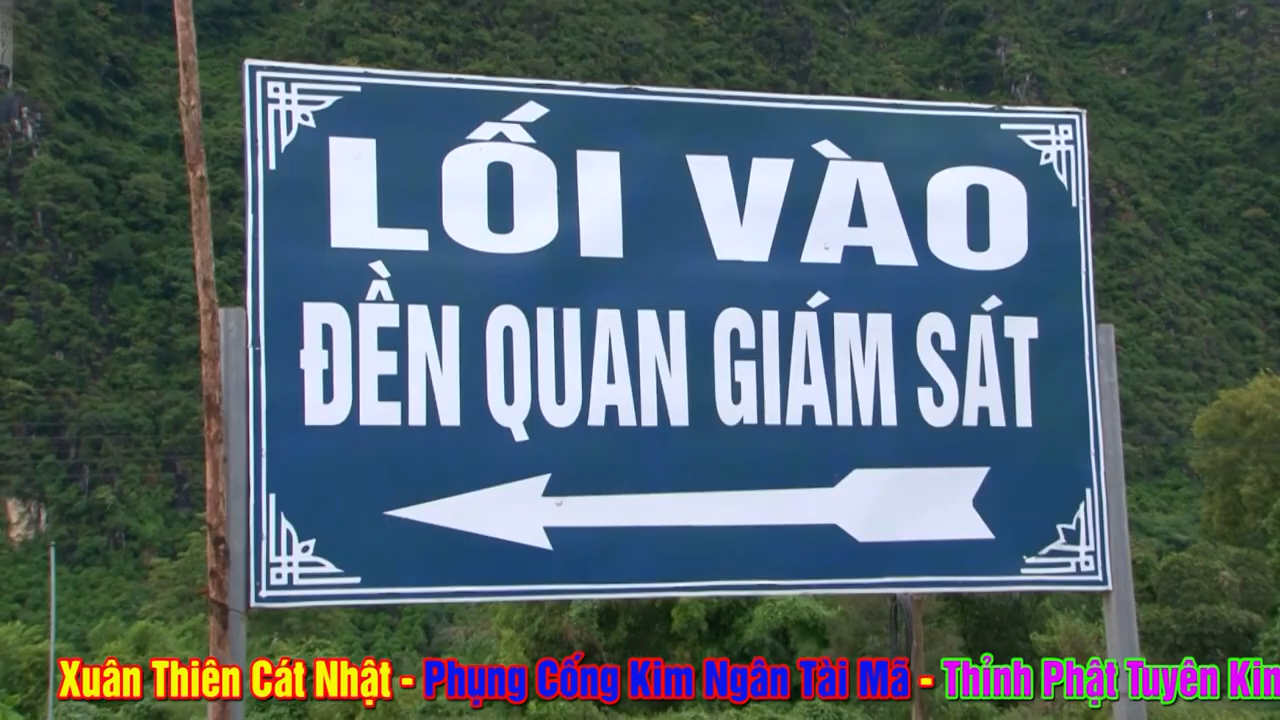 LỐI VÀO
ĐỀN QUAN GIÁM SÁT
Xuân Thiên Cát Nhật - Phụng Cống Kim Ngân Tài Mã - Thỉnh Phật Tuyên Kin